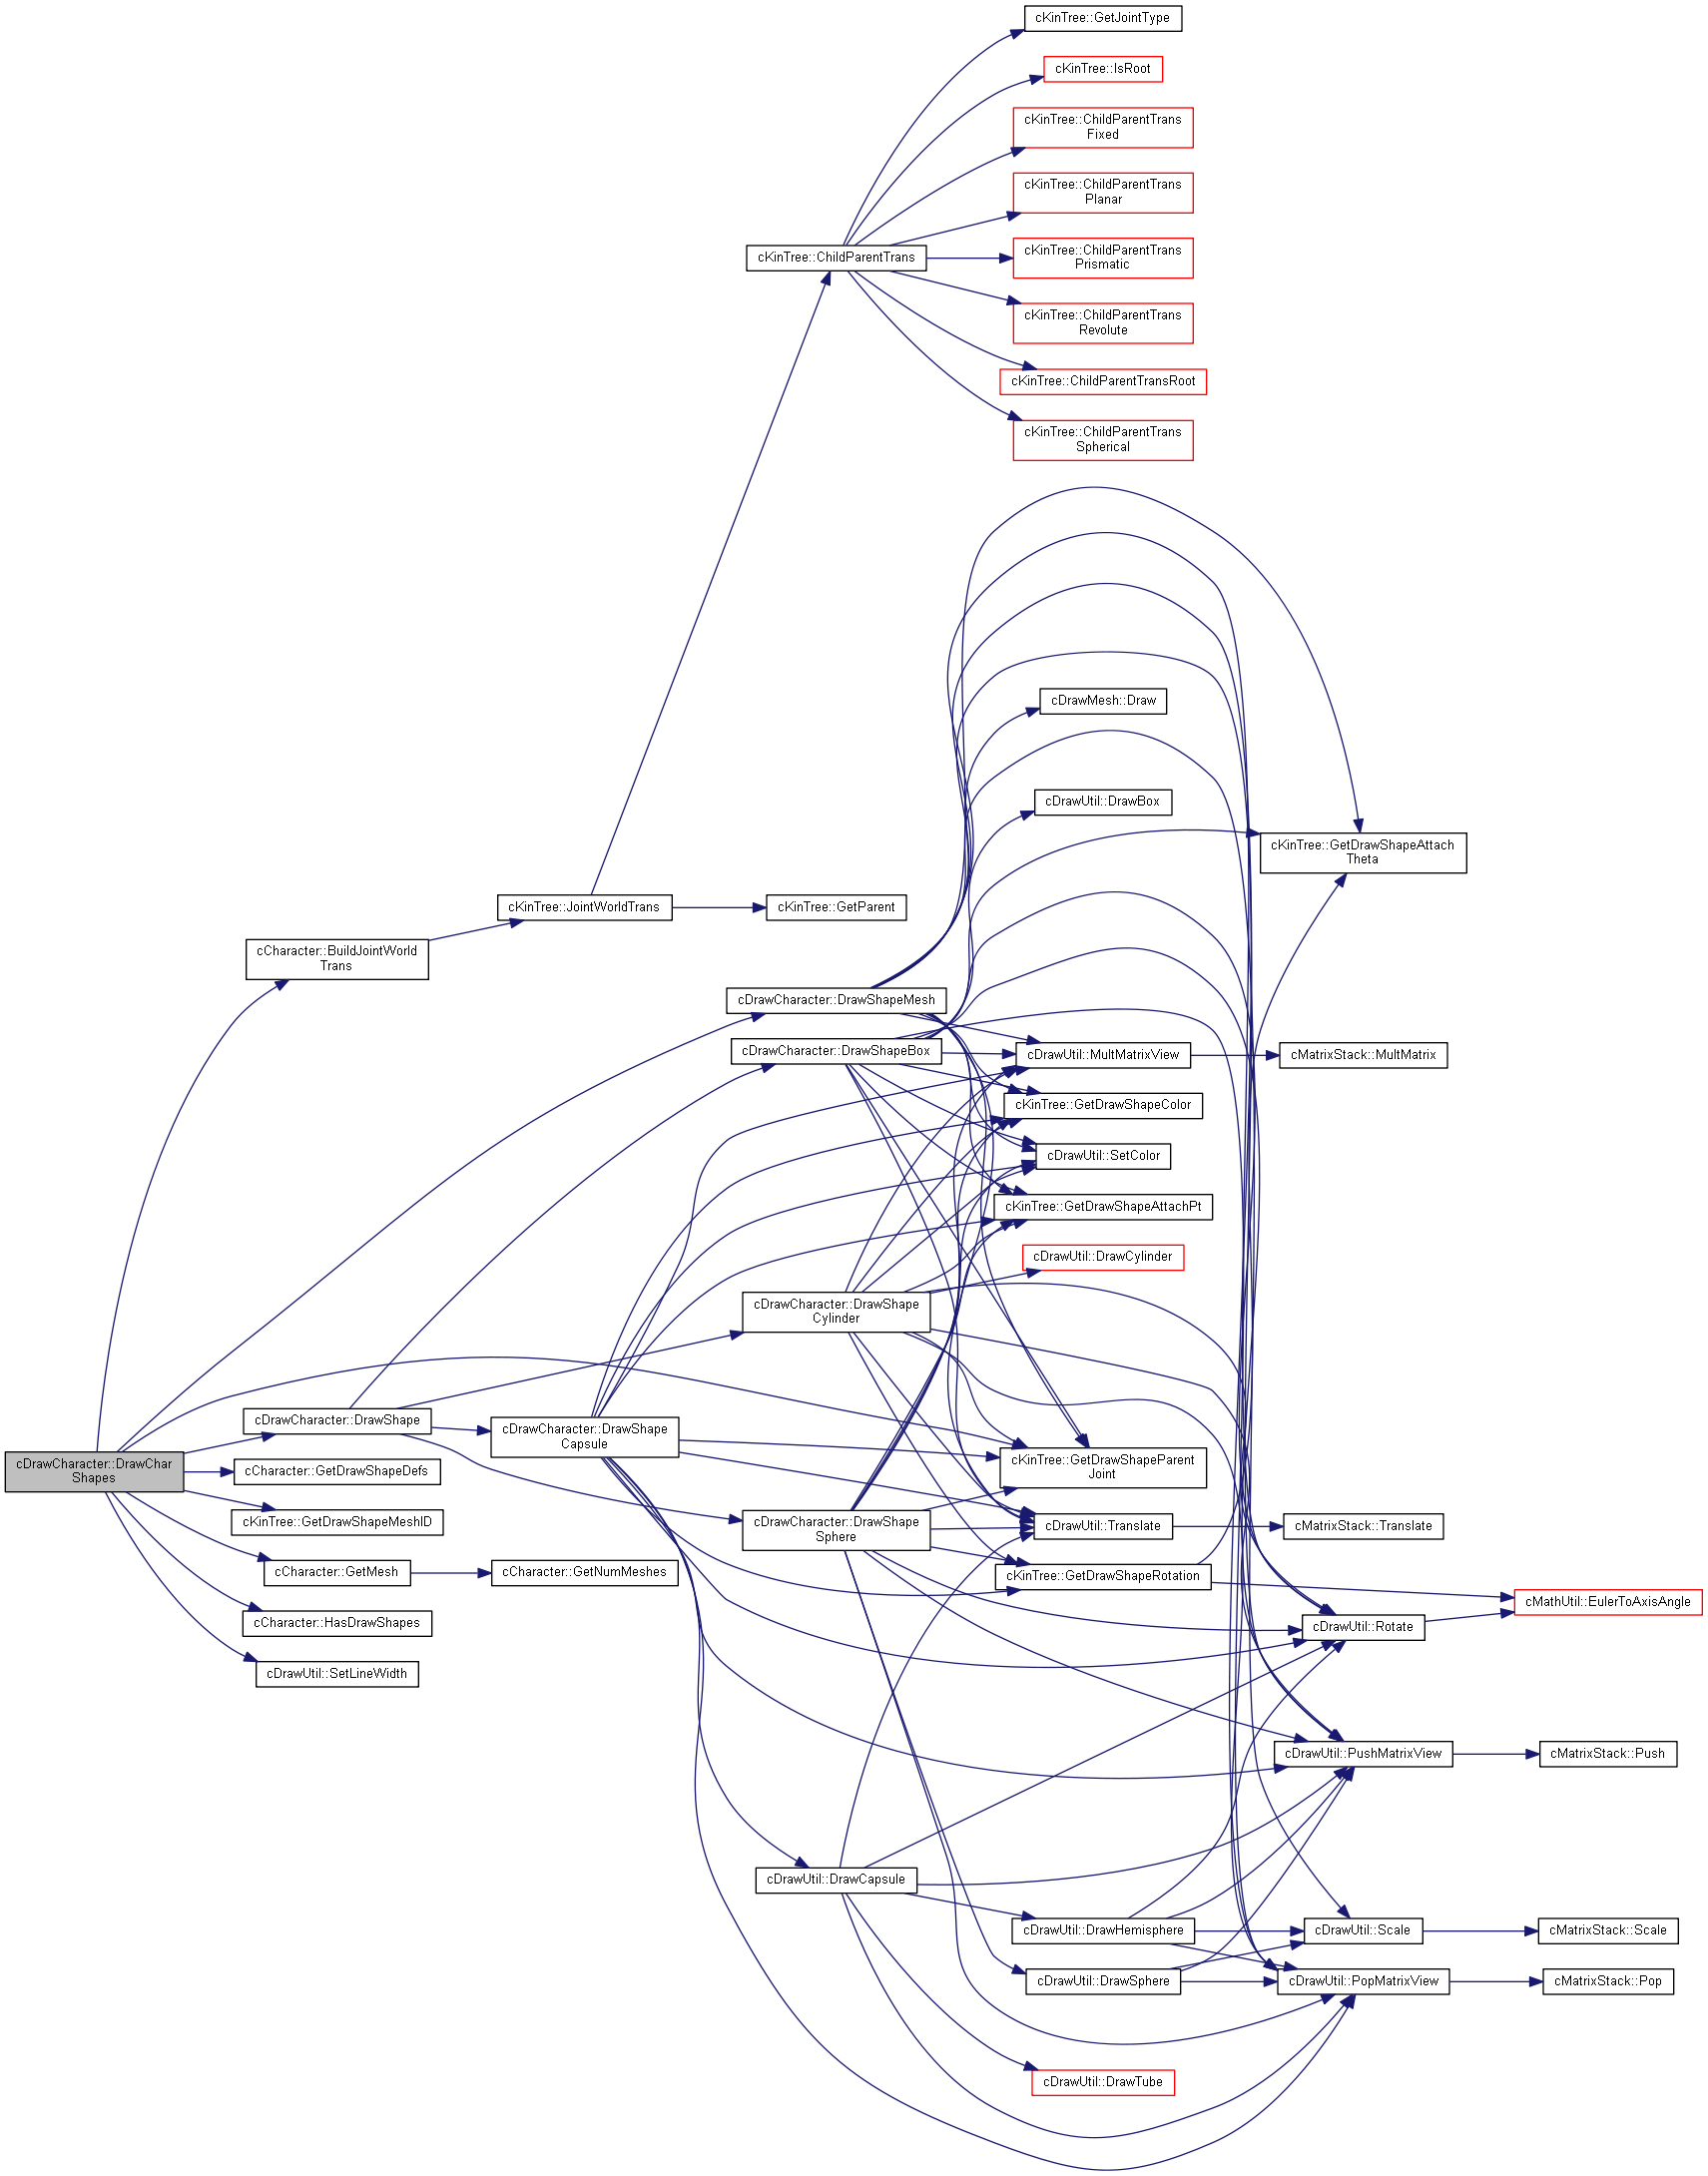 cKinTree::GetJointType
cKinTree::IsRoot
cKinTree::ChildParentTrans
Fixed
cKinTree::ChildParentTrans
Planar
cKinTree::ChildParentTrans
cKinTree::ChildParentTrans
Prismatic
cKinTree::ChildParentTrans
Revolute
cKinTree::ChildParentTransRoot
cKinTree::ChildParentTrans
Spherical
cDrawMesh::Draw
cDrawUtil::DrawBox
cKinTree::GetDrawShapeAttach
Theta
cKinTree::JointWorldTrans
cKinTree::GetParent
cCharacter::BuildJointWorld
Trans
cDrawCharacter::DrawShapeMesh
cDrawCharacter::DrawShapeBox
cDrawUtil::MultMatrixView
cMatrixStack::MultMatrix
cKinTree::GetDrawShapeColor
cDrawUtil::SetColor
cKinTree::GetDrawShapeAttachPt
cDrawUtil::DrawCylinder
cDrawCharacter::DrawShape
Cylinder
cDrawCharacter::DrawShape
cDrawCharacter::DrawShape
Capsule
cKinTree::GetDrawShapeParent
Joint
cDrawCharacter::DrawChar
Shapes
cCharacter::GetDrawShapeDefs
cKinTree::GetDrawShapeMeshID
cDrawCharacter::DrawShape
Sphere
cDrawUtil::Translate
cMatrixStack::Translate
cCharacter::GetMesh
cCharacter::GetNumMeshes
cKinTree::GetDrawShapeRotation
cMathUtil::EulerToAxisAngle
cCharacter::HasDrawShapes
cDrawUtil::Rotate
cDrawUtil::SetLineWidth
cDrawUtil::PushMatrixView
cMatrixStack::Push
cDrawUtil::DrawCapsule
cDrawUtil::DrawHemisphere
cDrawUtil::Scale
cMatrixStack::Scale
cDrawUtil::DrawSphere
cDrawUtil::PopMatrixView
cMatrixStack::Pop
cDrawUtil::DrawTube